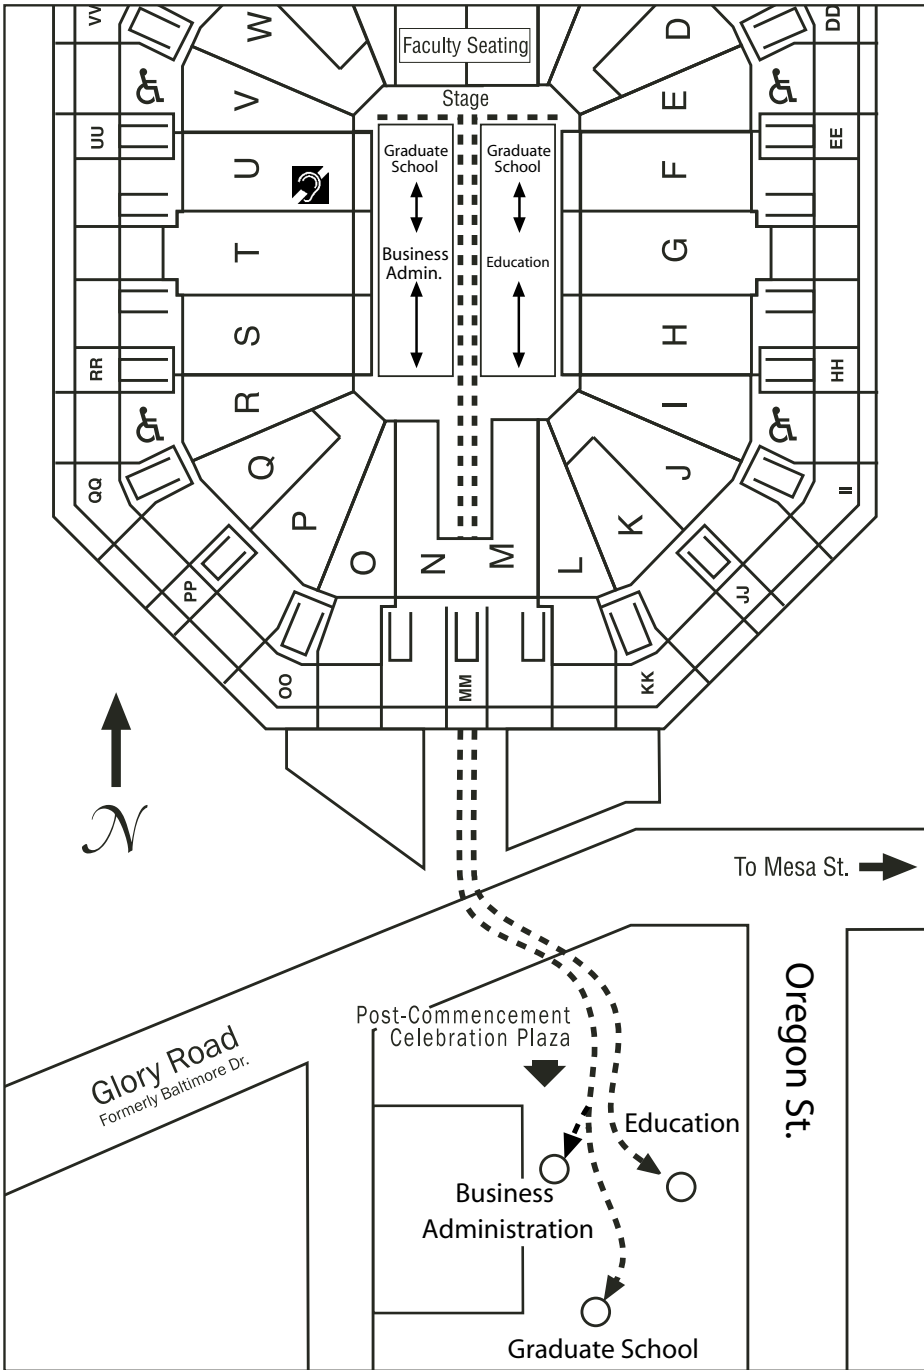 VV
W
Faculty Seating
D
DD
V
Stage
E
UU
U
Graduate
School
Graduate
School
F
EE
T
Business
Admin.
Education
G
RR
S
H
HH
R
I
QQ
Q
J
II
P
K
PP
O
N
M
L
JJ
OO
MM
KK
N
To Mesa St.
Oregon St.
Post-Commencement
Celebration Plaza
Glory Road
Formerly Baltimore Dr.
Education
Business
Administration
Graduate School